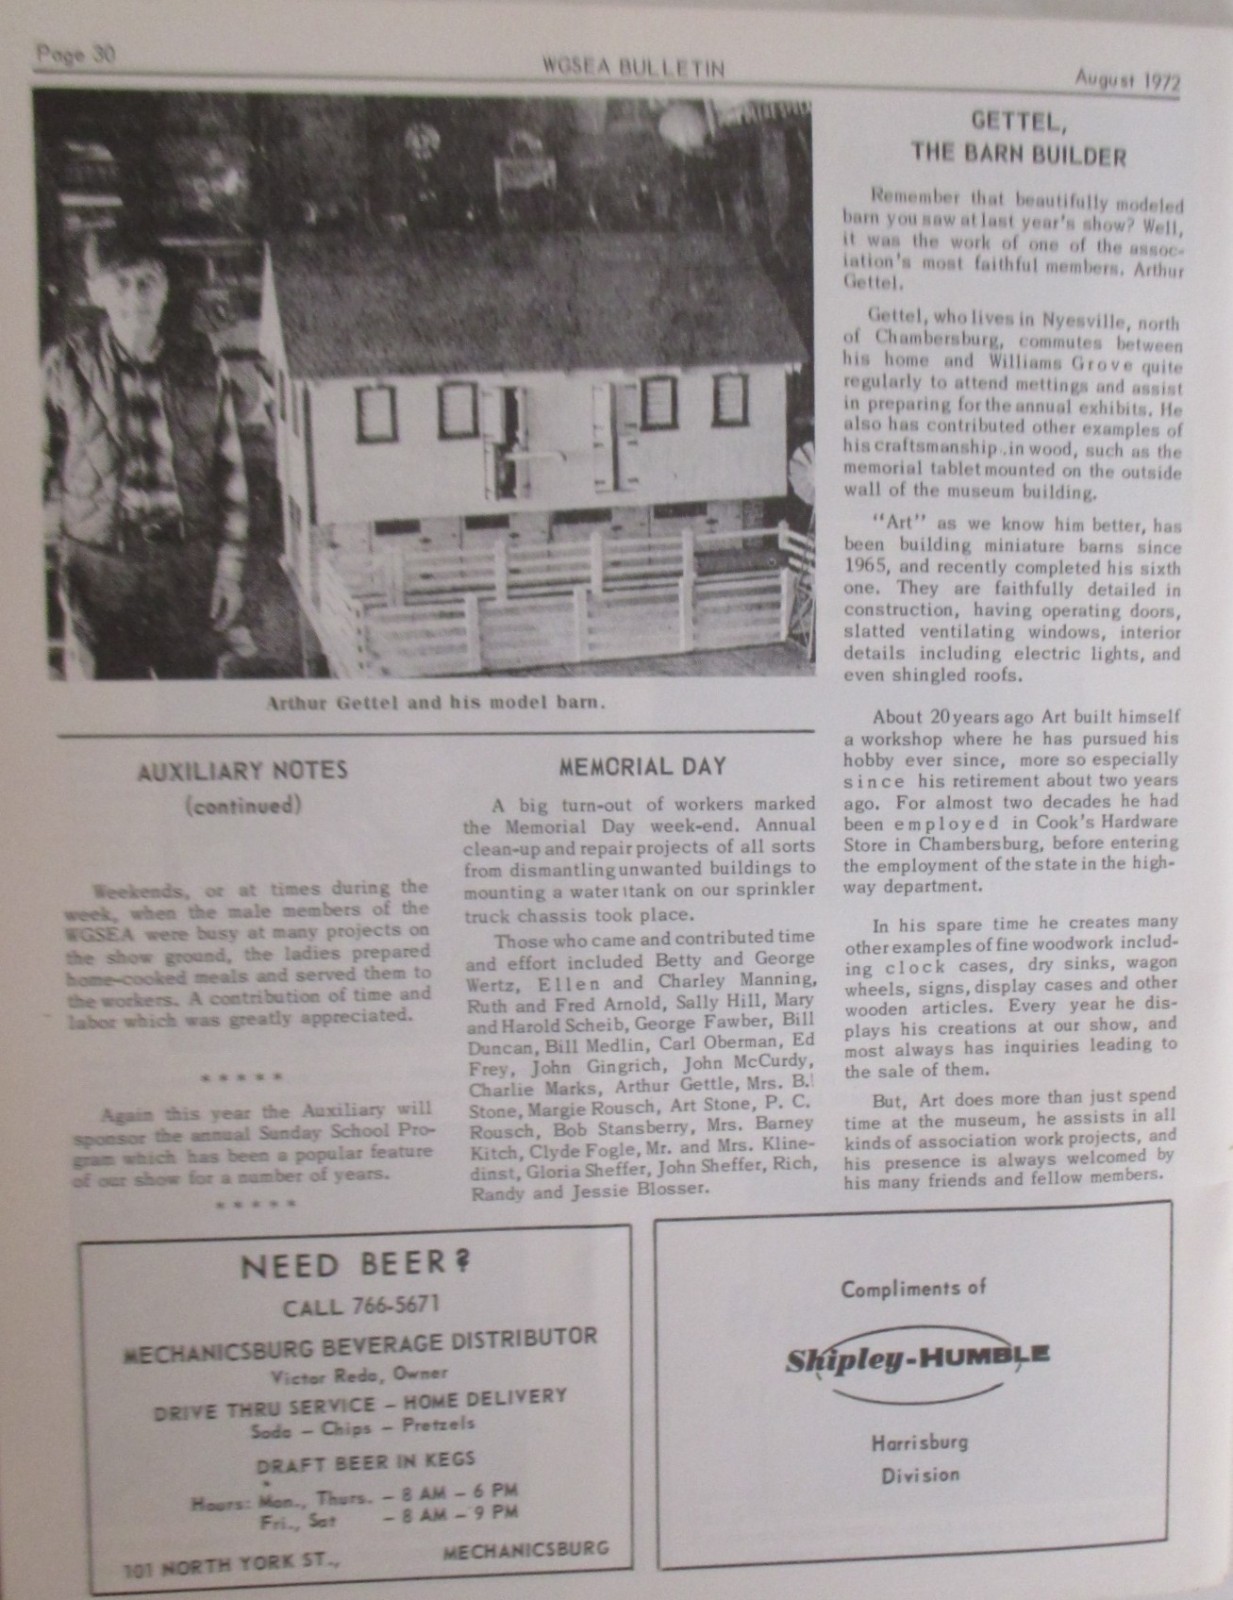 Page 30
WGSEA BULLETIN
August 1972
Arthur Gettel and his model barn.
AUXILIARY NOTES
(continued)
Weekends, or at times during the
week, when the male members of the
WGSEA were busy at many projects on
the show ground, the ladies prepared
home-cooked meals and served them to
the workers. A contribution of time and
labor which was greatly appreciated.
* * * * *
Again this year the Auxiliary will
sponsor the annual Sunday School Pro-
gram which has been a popular feature
of our show for a number of years.
* * * * *
MEMORIAL DAY
A big turn-out of workers marked
the Memorial Day week-end. Annual
clean-up and repair projects of all sorts
from dismantling unwanted buildings to
mounting a water tank on our sprinkler
truck chassis took place.
Those who came and contributed time
and effort included Betty and George
Wertz, Ellen and Charley Manning,
Ruth and Fred Arnold, Sally Hill, Mary
and Harold Scheib, George Fawber, Bill
Duncan, Bill Medlin, Carl Oberman, Ed
Frey, John Gingrich, John McCurdy,
Charlie Marks, Arthur Gettle, Mrs. B.
Stone, Margie Rousch, Art Stone, P. C.
Rousch, Bob Stansberry, Mrs. Barney
Kitch, Clyde Fogle, Mr. and Mrs. Kline-
dinst, Gloria Sheffer, John Sheffer, Rich,
Randy and Jessie Blosser.
GETTEL,
THE BARN BUILDER
Remember that beautifully modeled
barn you saw at last year's show? Well,
it was the work of one of the assoc-
iation's most faithful members. Arthur
Gettel.
Gettel, who lives in Nyesville, north
of Chambersburg, commutes between
his home and Williams Grove quite
regularly to attend mettings and assist
in preparing for the annual exhibits. He
also has contributed other examples of
his craftsmanship in wood, such as the
memorial tablet mounted on the outside
wall of the museum building.
"Art" as we know him better, has
been building miniature barns since
1965, and recently completed his sixth
one. They are faithfully detailed in
construction, having operating doors,
slatted ventilating windows, interior
details including electric lights, and
even shingled roofs.
About 20 years ago Art built himself
a workshop where he has pursued his
hobby ever since, more so especially
since his retirement about two years
ago. For almost two decades he had
been employed in Cook's Hardware
Store in Chambersburg, before entering
the employment of the state in the high-
way department.
In his spare time he creates many
other examples of fine woodwork includ-
ing clock cases, dry sinks, wagon
wheels, signs, display cases and other
wooden articles. Every year he dis-
plays his creations at our show, and
most always has inquiries leading to
the sale of them.
But, Art does more than just spend
time at the museum, he assists in all
kinds of association work projects, and
his presence is always welcomed by
his many friends and fellow members.
NEED BEER?
CALL 766-5671
MECHANICSBURG BEVERAGE DISTRIBUTOR
Victor Redo, Owner
DRIVE THRU SERVICE - HOME DELIVERY
Soda - Chips - Pretzels
DRAFT BEER IN KEGS
Hours: Mon., Thurs. - 8 AM - 6 PM
Fri., Sat - 8 AM - 9 PM
101 NORTH YORK ST., MECHANICSBURG
Compliments of
Shipley-HUMBLE
Harrisburg
Division